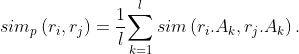 sim_p (r_i, r_j) = \frac{1}{l} \sum_{k=1}^{l} sim (r_i.A_k, r_j.A_k) .